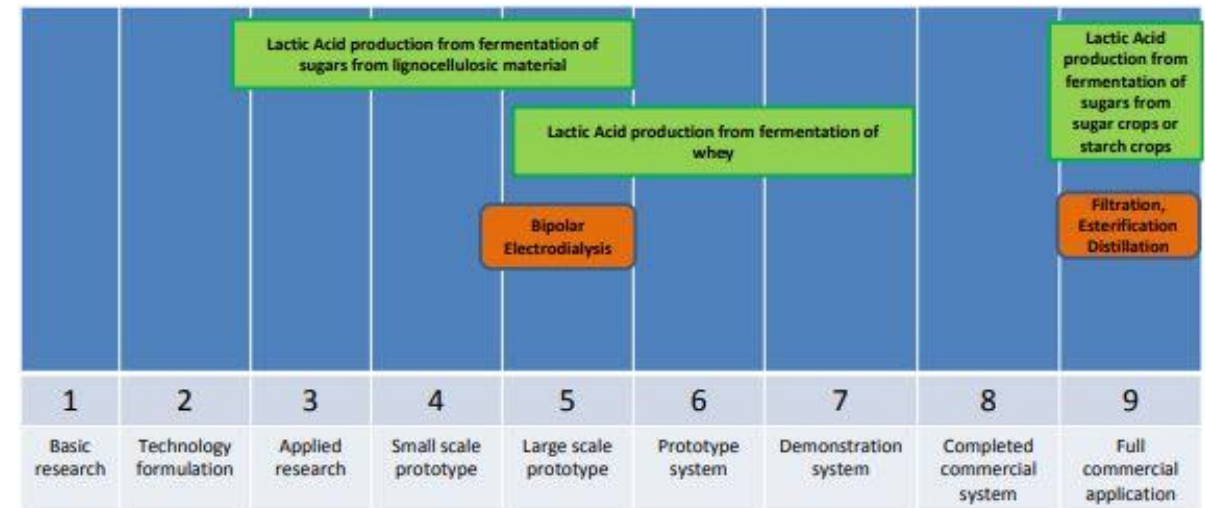 Lactic Acid production from fermentation of
sugars from lignocellulosic material
Lactic Acid
production from
fermentation of
sugars from
sugar crops or
starch crops
Lactic Acid production from fermentation of
whey
Bipolar
Electrodialysis
Filtration,
Esterification
Distillation
1
2
3
4
5
6
7
8
9
Basic
research
Technology
formulation
Applied
research
Small scale
prototype
Large scale
prototype
Prototype
system
Demonstration
system
Completed
commercial
system
Full
commercial
application